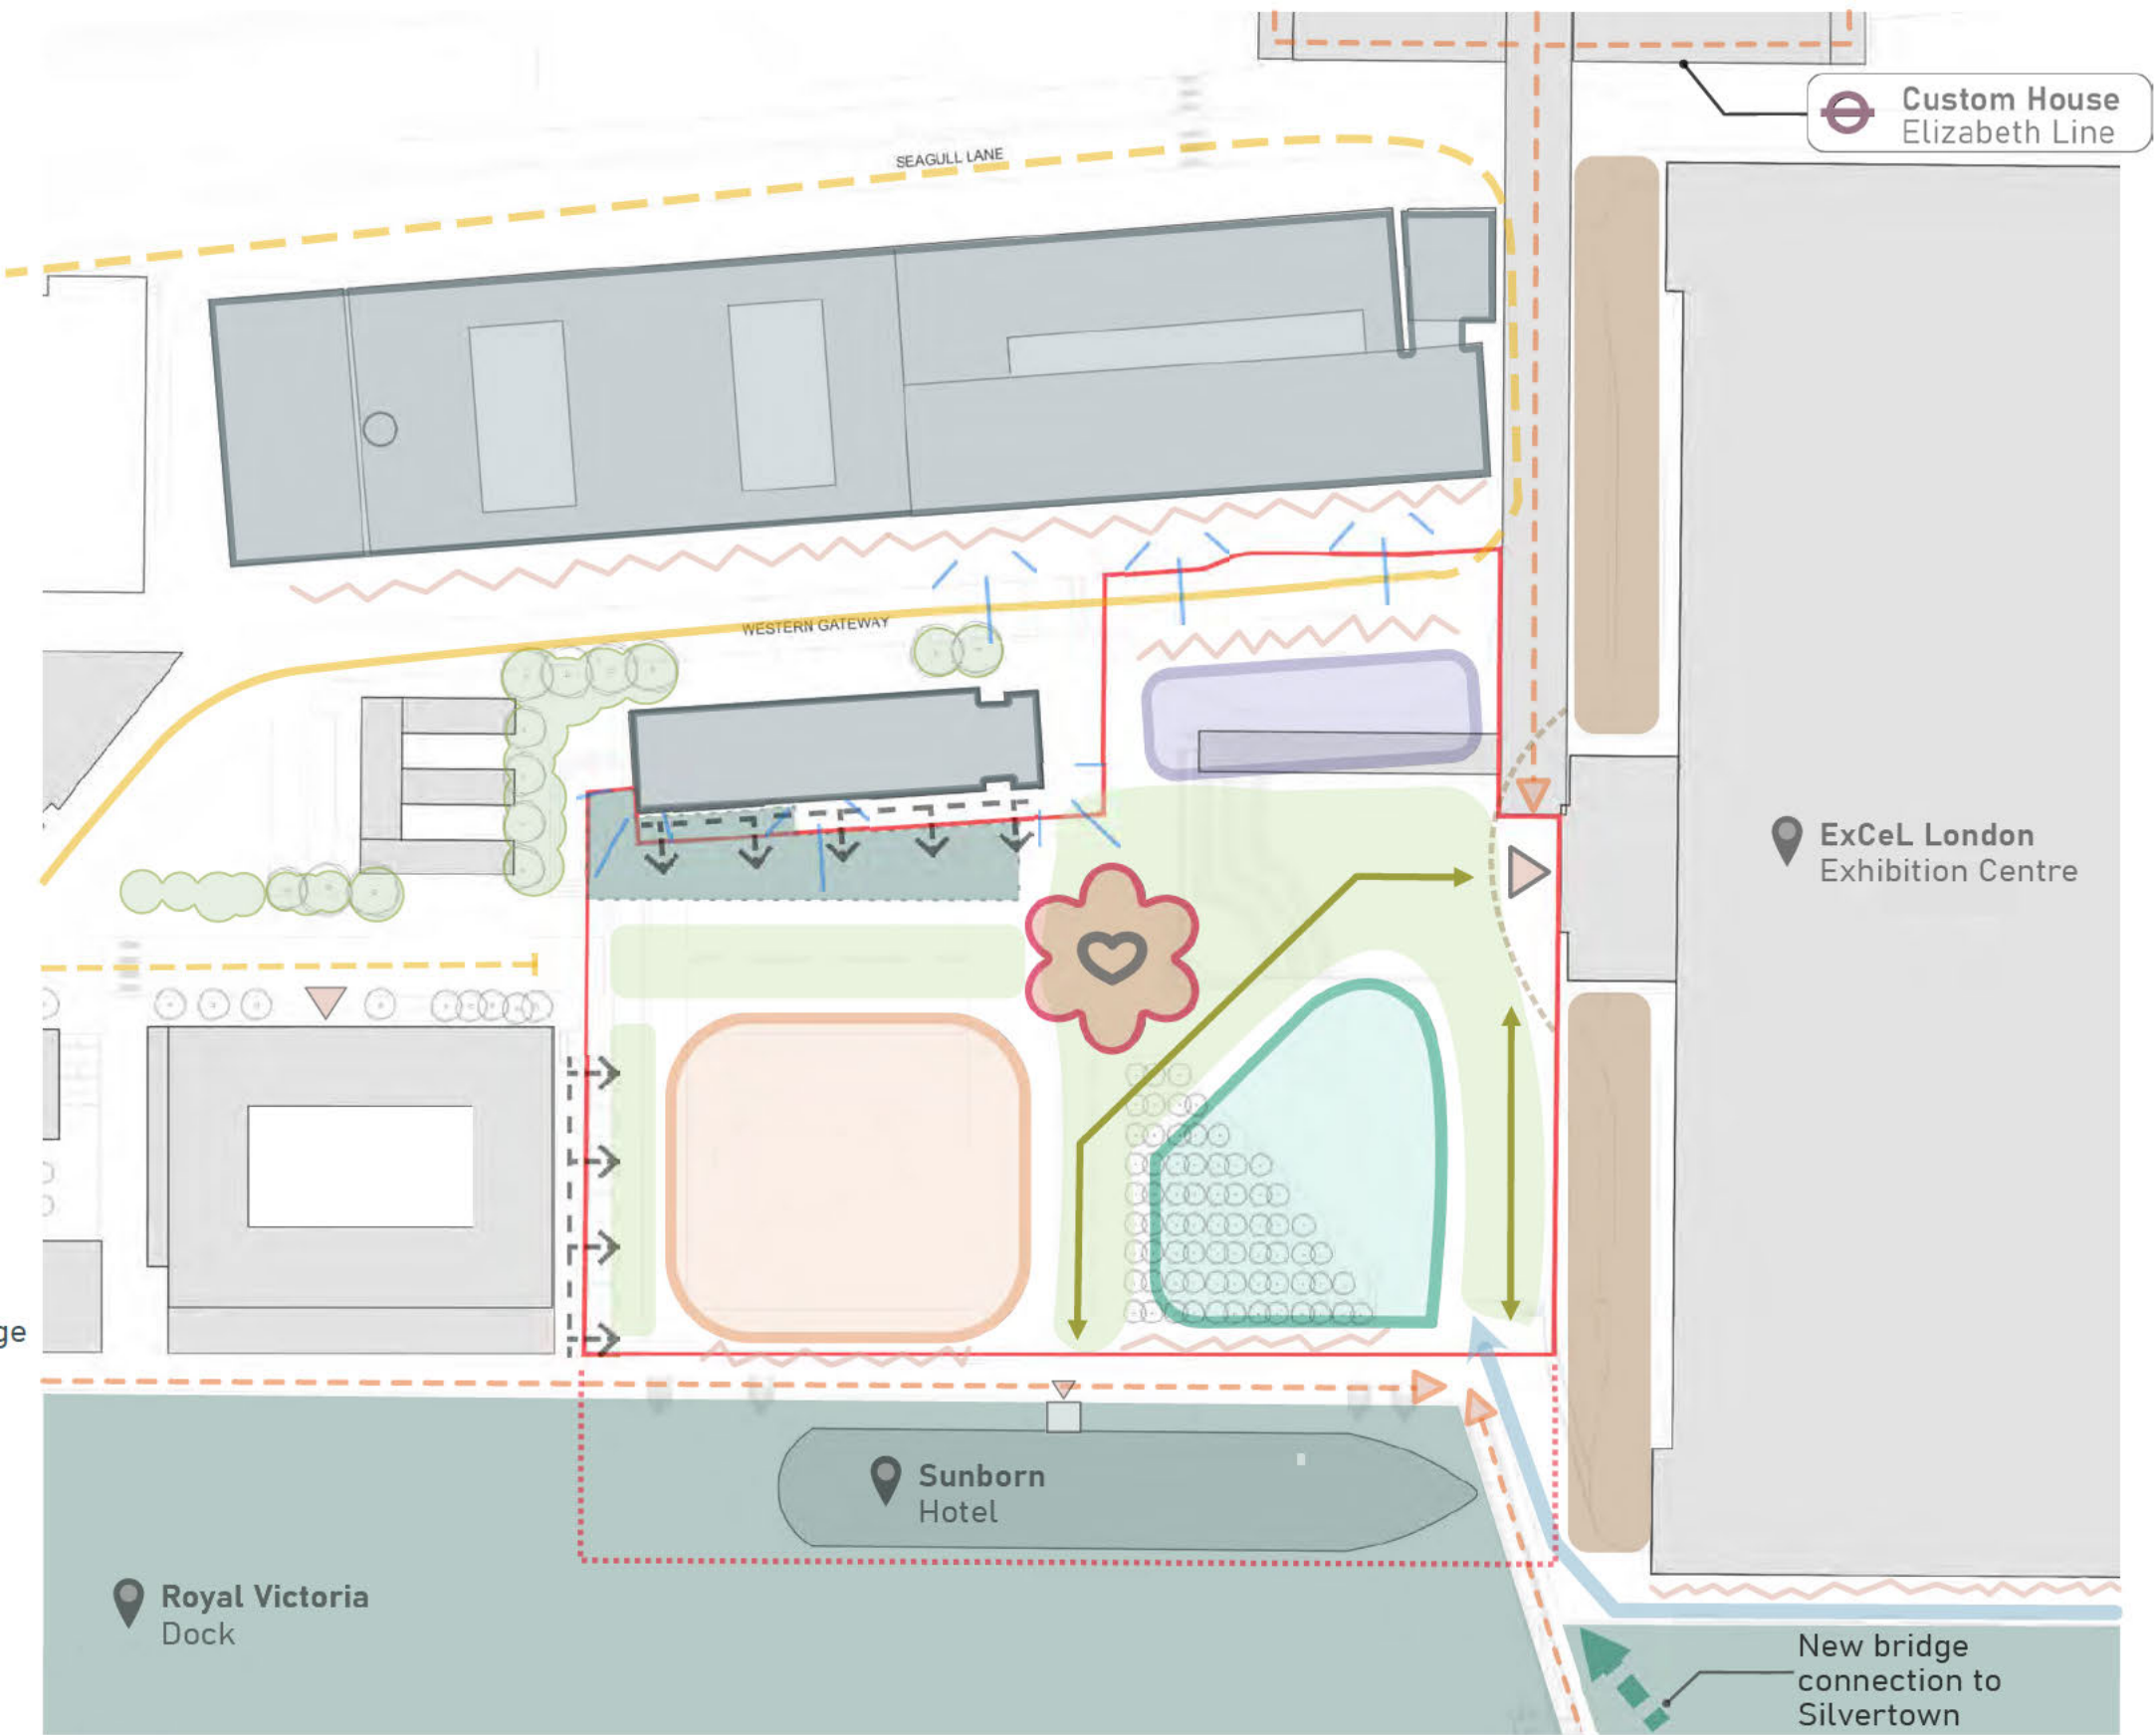 Custom House
Elizabeth Line
SEAGULL LANE
WESTERN GATEWAY
ExCeL London
Exhibition Centre
ge
Sunborn
Hotel
Royal Victoria
Dock
New bridge
connection to
Silvertown